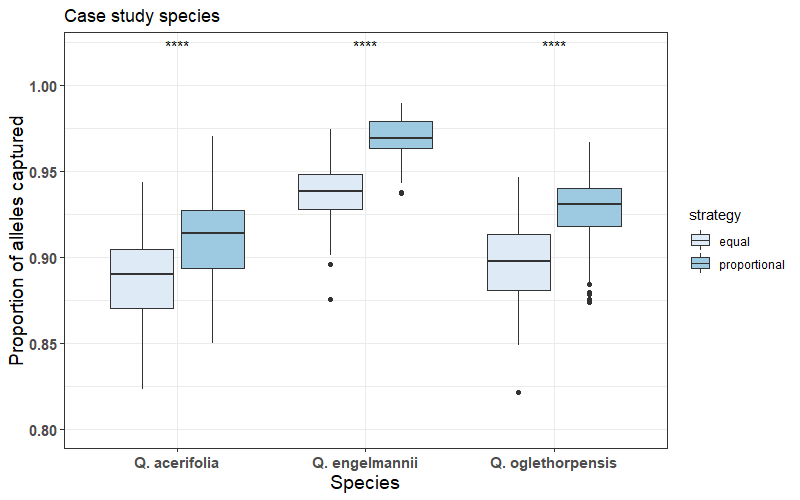 Case study species
**** **** ****
Proportion of alleles captured
1.00
0.95
0.90
0.85
0.80
Q. acerifolia Q. engelmannii Q. oglethorpensis
Species
strategy
equal
proportional